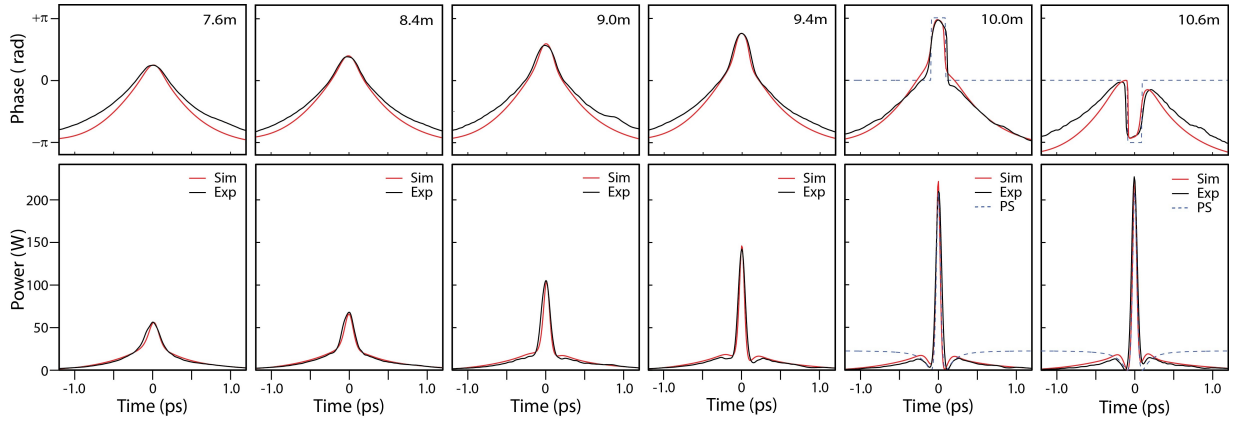 Phase ( rad)
+π
0
−π
7.6m
8.4m
9.0m
9.4m
10.0m
10.6m
Power (W)
200
150
100
50
0
Sim
Exp
Sim
Exp
Sim
Exp
Sim
Exp
Sim
Exp
PS
Sim
Exp
PS
-1.0 0 1.0
-1.0 0 1.0
-1.0 0 1.0
-1.0 0 1.0
-1.0 0 1.0
-1.0 0 1.0
Time (ps)
Time (ps)
Time (ps)
Time (ps)
Time (ps)
Time (ps)